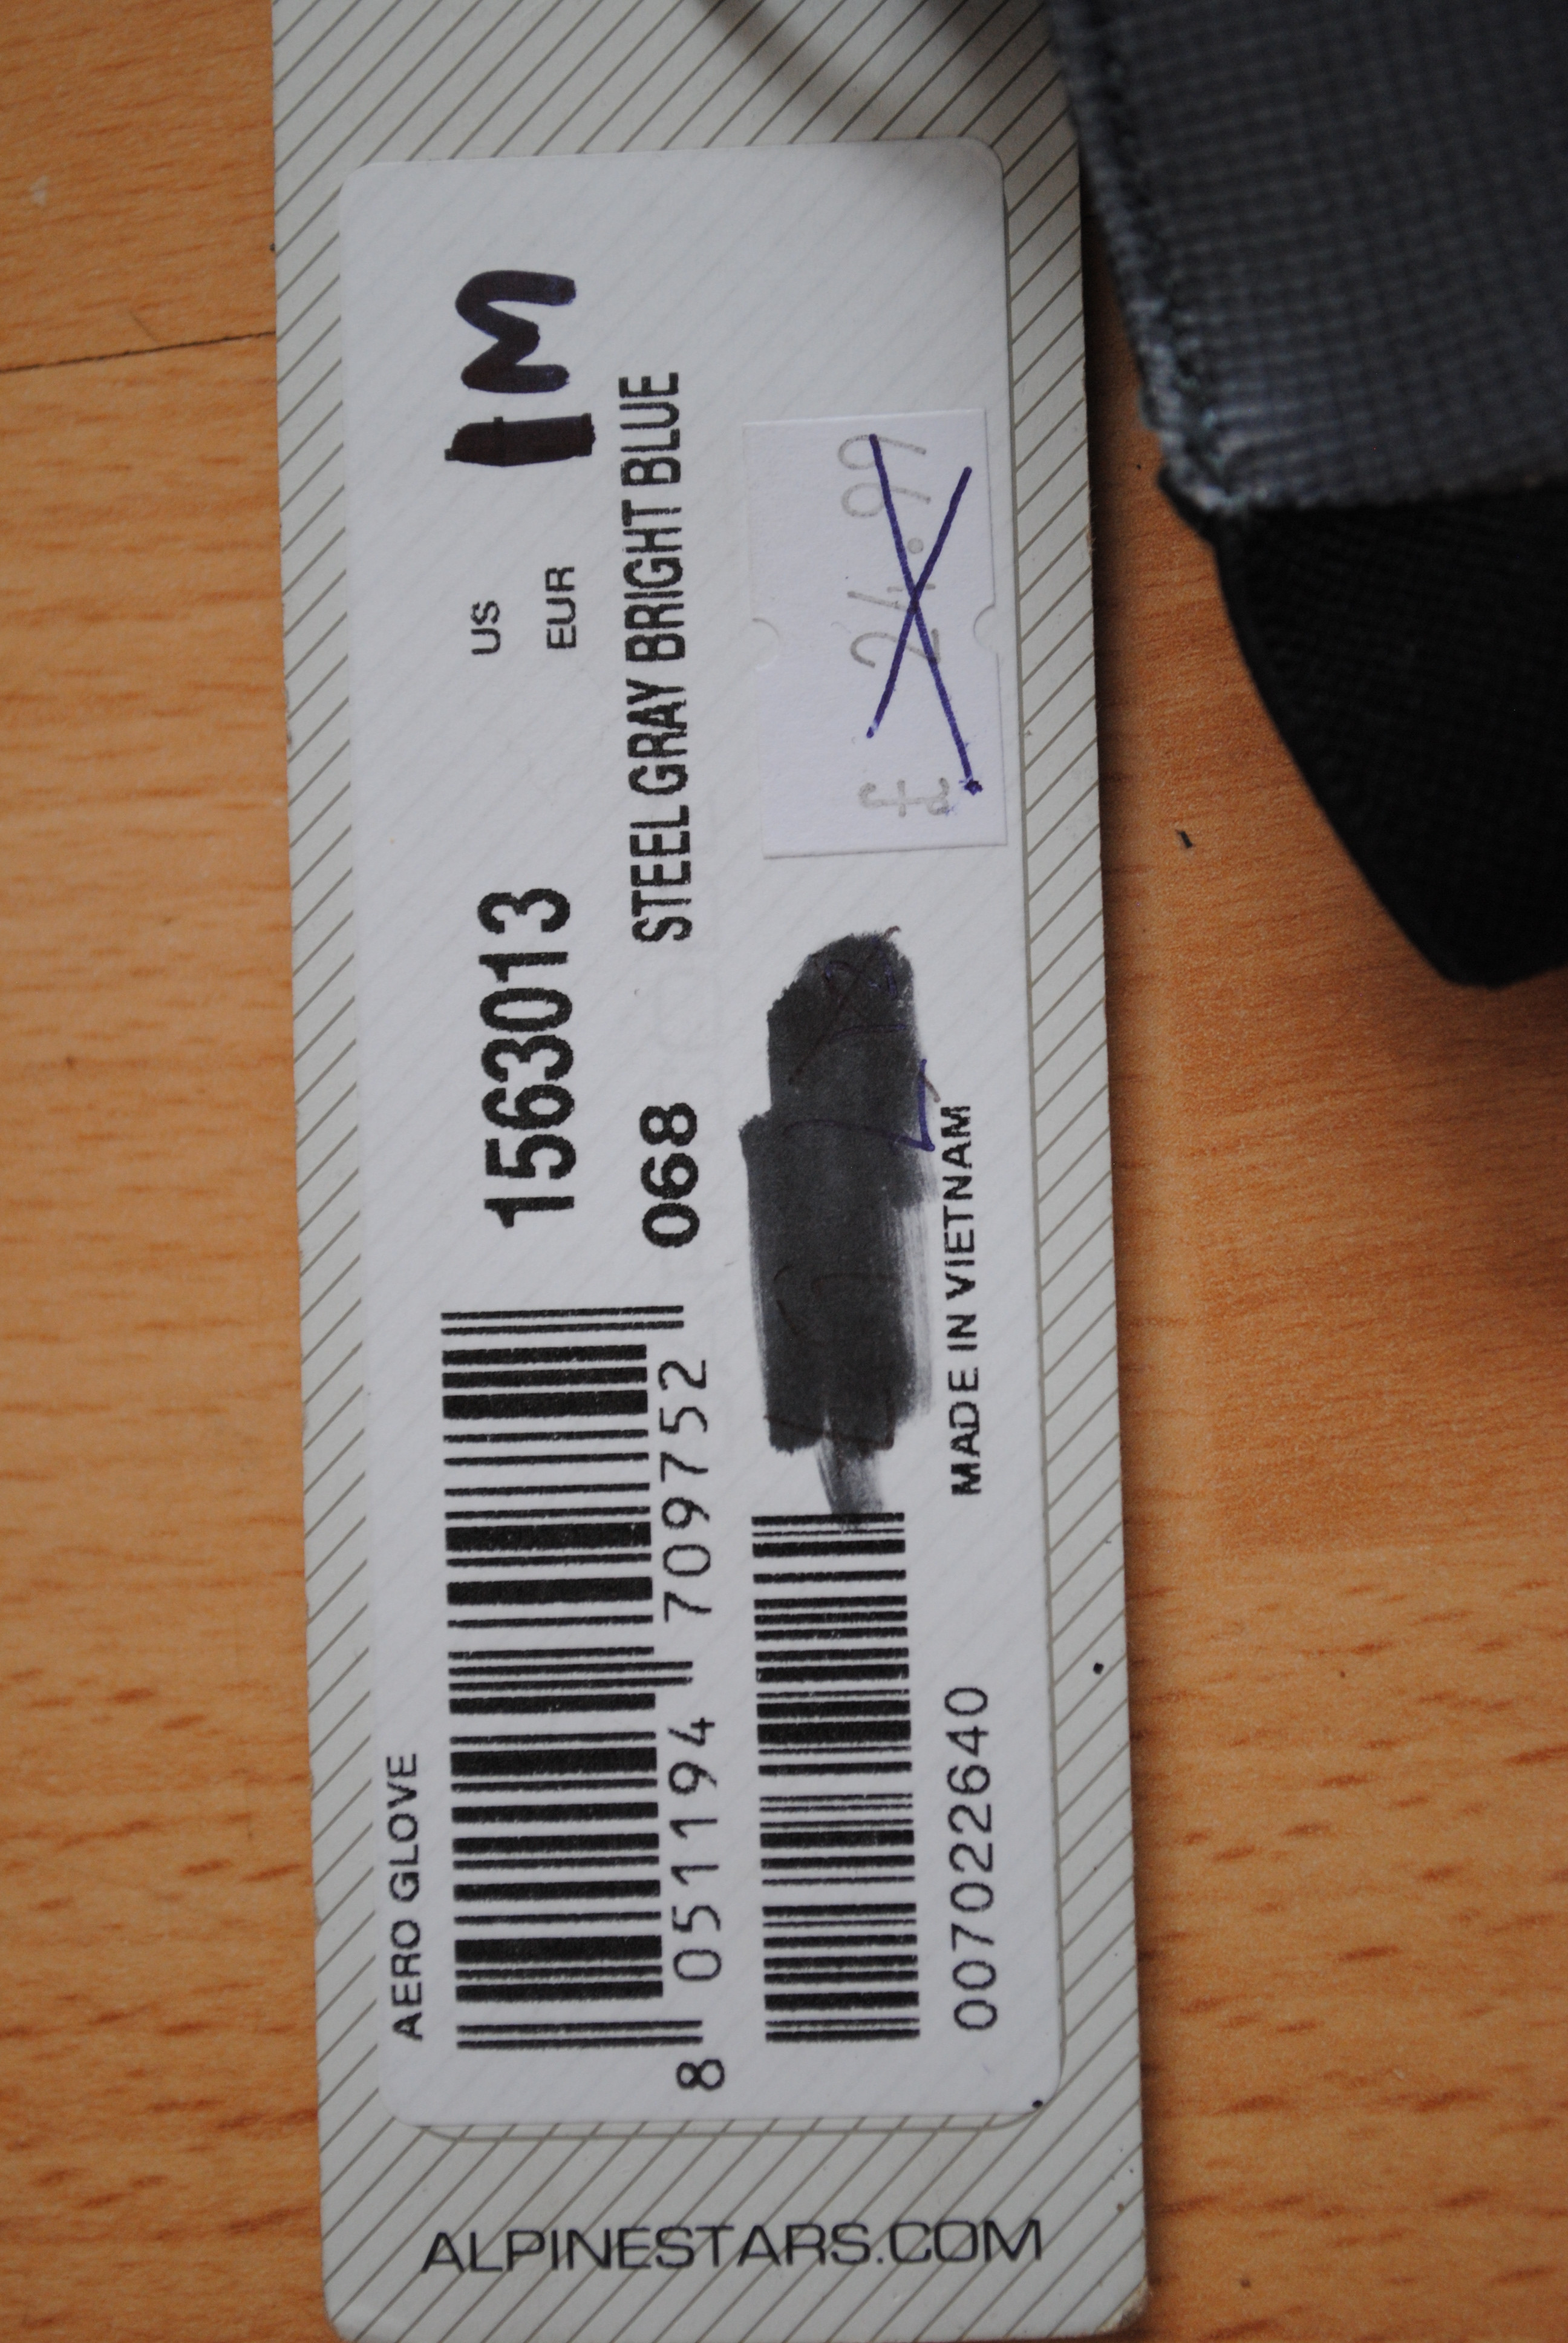 AERO GLOVE
1563013
US
EUR
M
8 051194 709752
068 STEEL GRAY BRIGHT BLUE
£ 24.99
007022640
MADE IN VIETNAM
ALPINESTARS.COM